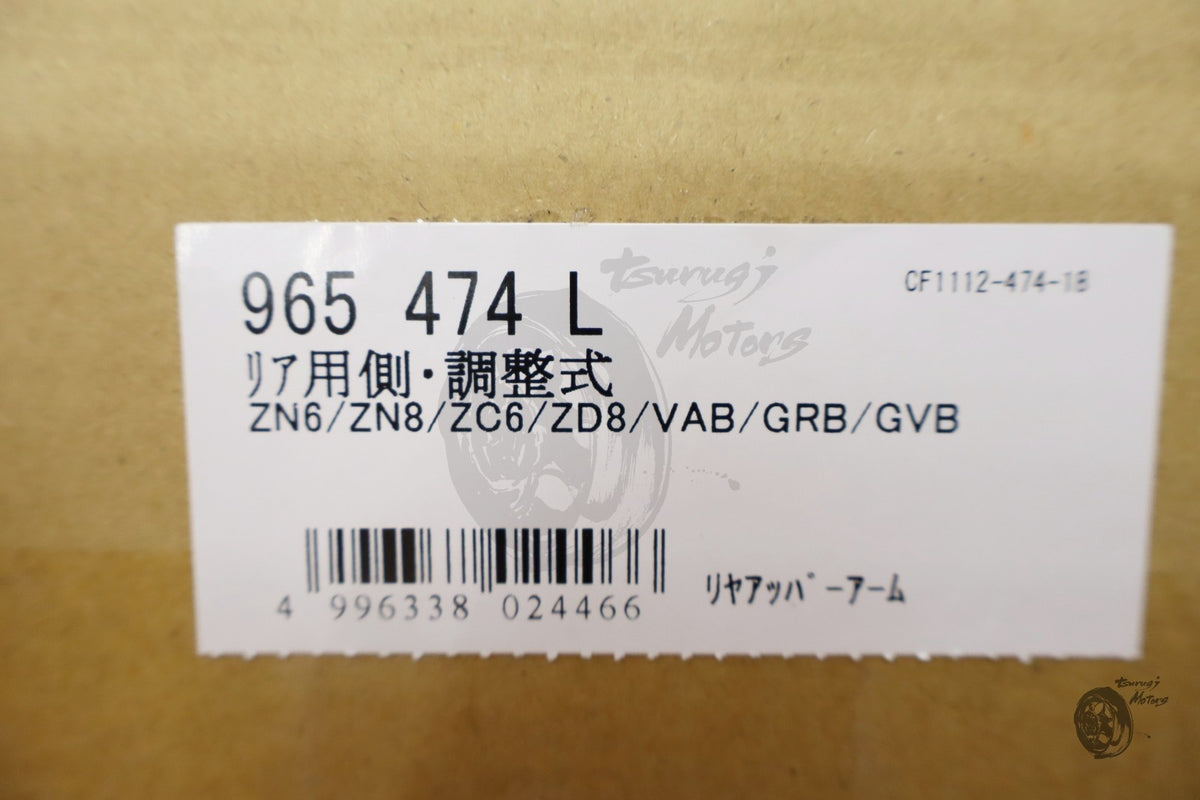 965 474 L
CF1112-474-1B
ﾘｱ用側・調整式
ZN6/ZN8/ZC6/ZD8/VAB/GRB/GVB
4 996338 024466
ﾘﾔｱｯﾊﾟｰｱｰﾑ
tsurugi
Motors
tsurugi
Motors